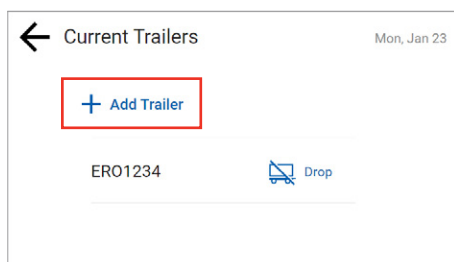 Current Trailers
Mon, Jan 23
Add Trailer
ERO1234
Drop